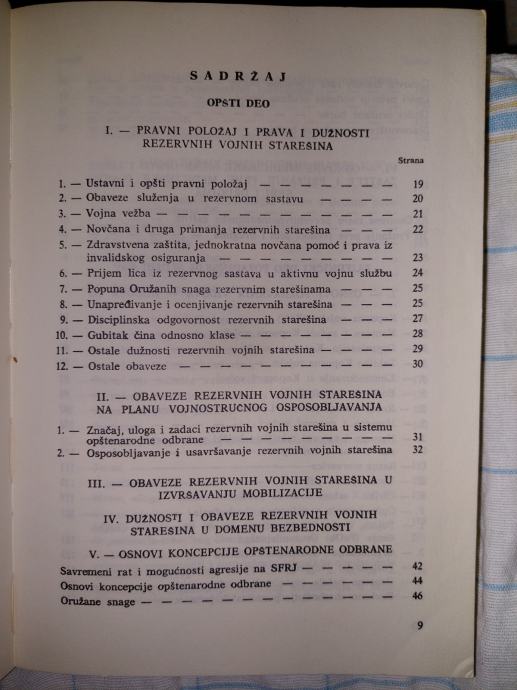 SADRŽAJ
OPŠTI DEO
I. — PRAVNI POLOŽAJ I PRAVA I DUŽNOSTI
REZERVNIH VOJNIH STAREŠINA
Strana
1. — Ustavni i opšti pravni položaj — — — — — — 19
2. — Obaveze služenja u rezervnom sastavu — — — — 20
3. — Vojna vežba — — — — — — — — — — 21
4. — Novčana i druga primanja rezervnih starešina — — 22
5. — Zdravstvena zaštita, jednokratna novčana pomoć i prava iz
invalidskog osiguranja — — — — — — — — 23
6. — Prijem lica iz rezervnog sastava u aktivnu vojnu službu 24
7. — Popuna Oružanih snaga rezervnim starešinama — — 25
8. — Unapređivanje i ocenjivanje rezervnih starešina — — 25
9. — Disciplinska odgovornost rezervnih starešina — — 27
10. — Gubitak čina odnosno klase — — — — — — 28
11. — Ostale dužnosti rezervnih vojnih starešina — — — 29
12. — Ostale obaveze — — — — — — — — — 30
II. — OBAVEZE REZERVNIH VOJNIH STAREŠINA
NA PLANU VOJNOSTRUČNOG OSPOSOBLJAVANJA
1. — Značaj, uloga i zadaci rezervnih vojnih starešina u sistemu
opštenarodne odbrane — — — — — — — 31
2. — Osposobljavanje i usavršavanje rezervnih vojnih starešina 32
III. — OBAVEZE REZERVNIH VOJNIH STAREŠINA U
IZVRŠAVANJU MOBILIZACIJE
IV. DUŽNOSTI I OBAVEZE REZERVNIH VOJNIH
STAREŠINA U DOMENU BEZBEDNOSTI
V. — OSNOVI KONCEPCIJE OPŠTENARODNE ODBRANE
Savremeni rat i mogućnosti agresije na SFRJ — — — — 42
Osnovi koncepcije opštenarodne odbrane — — — — — 44
Oružane snage — — — — — — — — — — — 46
9